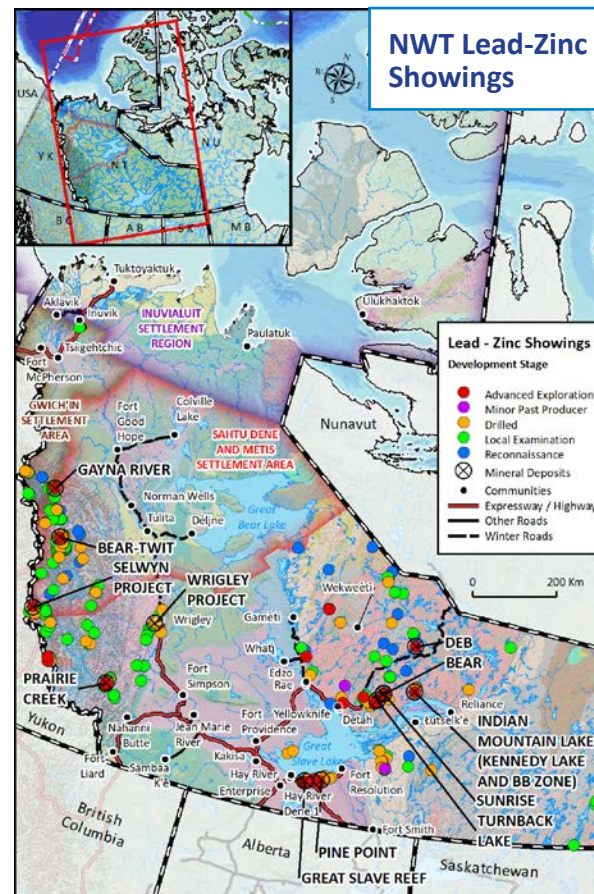 NWT Lead-Zinc
Showings
N
W
E
S
USA
YK
NT
NU
BC
AB
SK
MB
Tuktoyaktuk
Aklavik
Inuvik
Ulukhaktok
INUVIALUIT
SETTLEMENT
REGION
Paulatuk
Tsiigehtchic
Fort
McPherson
Lead - Zinc Showings
Development Stage
Advanced Exploration
Minor Past Producer
Drilled
Local Examination
Reconnaissance
Mineral Deposits
Communities
Expressway / Highway
Other Roads
Winter Roads
0 200 Km
GWICH'IN
SETTLEMENT
AREA
Fort
Good
Hope
Colville
Lake
SAHTU DENE
AND METIS
SETTLEMENT AREA
Nunavut
GAYNA RIVER
Norman Wells
Tulita
Délįne
Great
Bear Lake
BEAR-TWIT
SELWYN
PROJECT
WRIGLEY
PROJECT
Wrigley
Wekweètì
Gamètì
Whatì
DEB
BEAR
PRAIRIE
CREEK
Fort
Simpson
Edzo
Rae
Yellowknife
Detah
Reliance
Łutselk'e
Yukon
Nahanni
Butte
Jean Marie
River
Fort
Providence
Great
Slave Lake
INDIAN
MOUNTAIN LAKE
(KENNEDY LAKE
AND BB ZONE)
SUNRISE
TURNBACK
LAKE
Fort
Liard
Sambaa
K'e
Kakisa
Hay River
Enterprise
Hay River
Dene 1
Fort
Resolution
Fort Smith
British
Columbia
Alberta
Saskatchewan
PINE POINT
GREAT SLAVE REEF